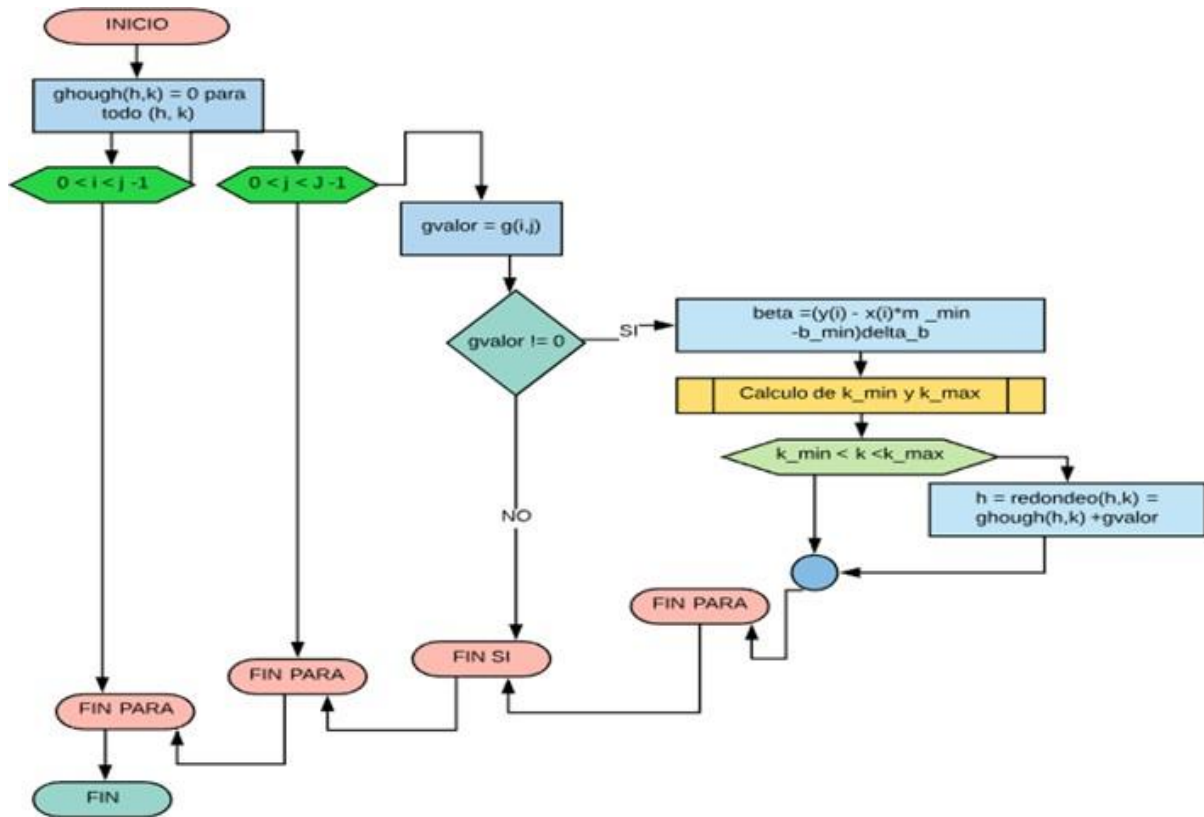 INICIO
ghough(h,k) = 0 para
todo (h, k)
0 < i < j -1
0 < j < J -1
gvalor = g(i,j)
gvalor != 0
SI
beta =(y(i) - x(i)*m _min
-b_min)delta_b
Calculo de k_min y k_max
k_min < k <k_max
h = redondeo(h,k) =
ghough(h,k) +gvalor
NO
FIN PARA
FIN SI
FIN PARA
FIN PARA
FIN